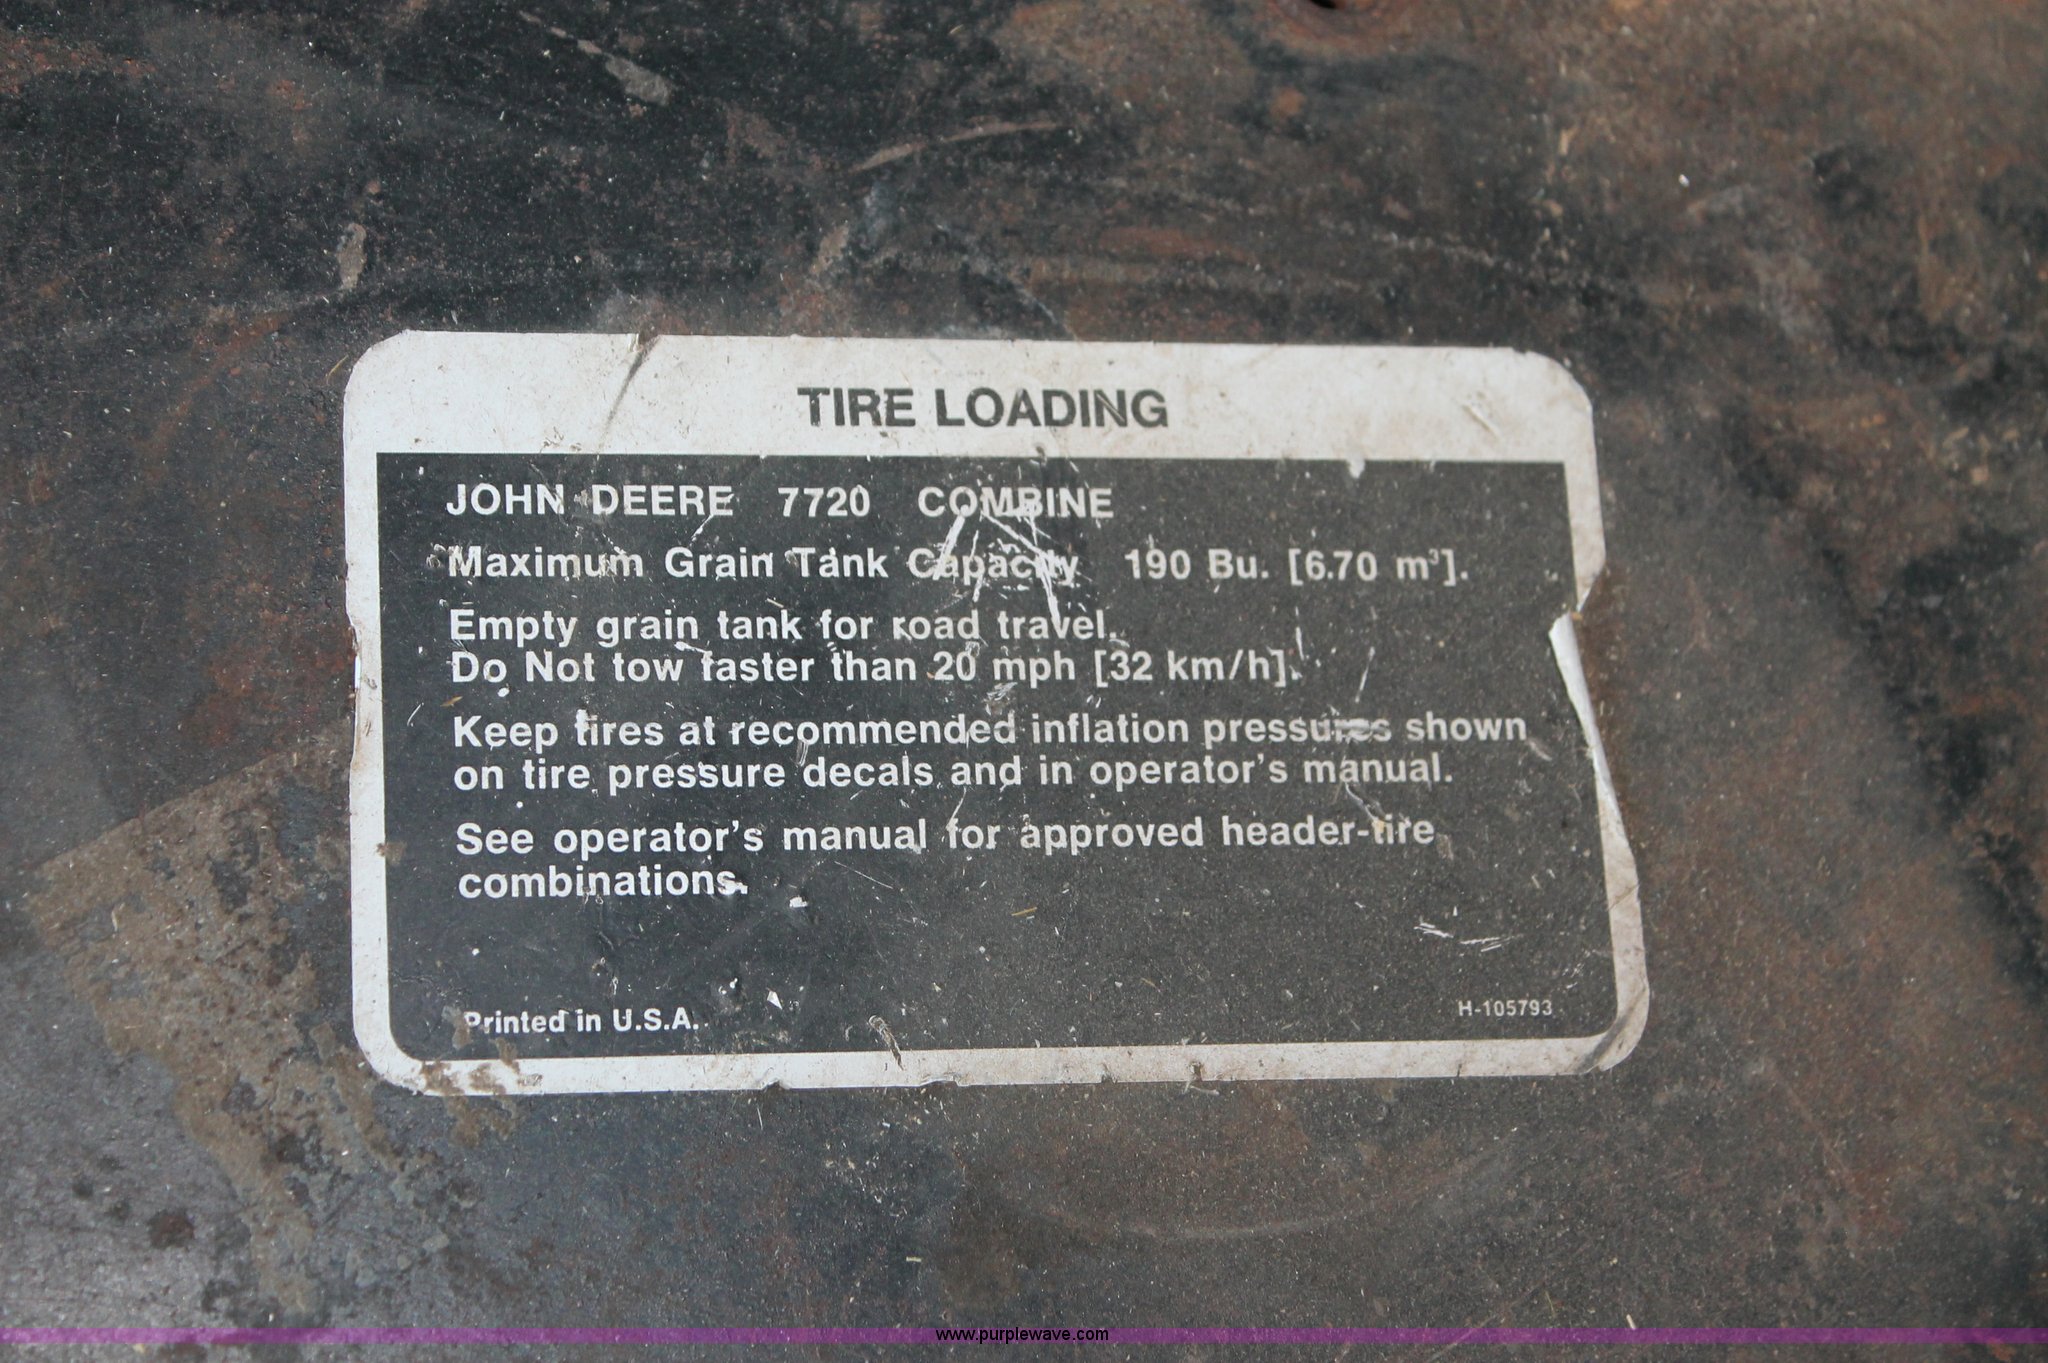 TIRE LOADING
JOHN DEERE 7720 COMBINE
Maximum Grain Tank Capacity 190 Bu. [6.70 m³].
Empty grain tank for road travel.
Do Not tow faster than 20 mph [32 km/h].
Keep tires at recommended inflation pressures shown
on tire pressure decals and in operator's manual.
See operator's manual for approved header-tire
combinations.
Printed in U.S.A.
H-105793
www.purplewave.com